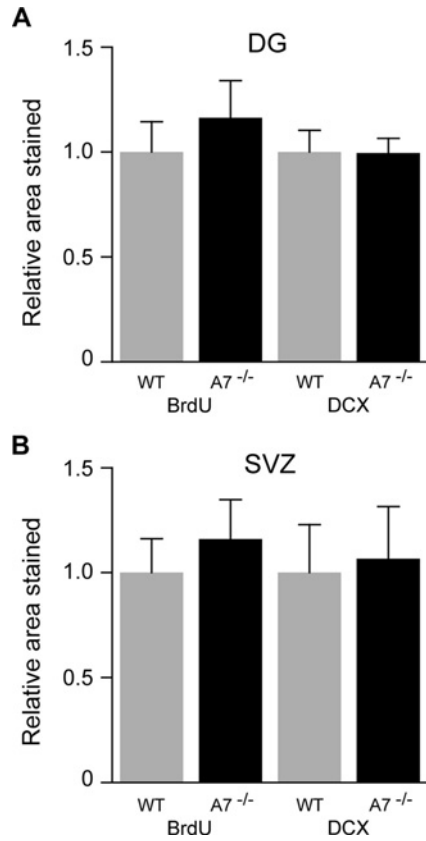 A
DG
Relative area stained
1.5
1.0
0.5
0
WT A7 -/- WT A7 -/-
BrdU DCX
B
SVZ
Relative area stained
1.5
1.0
0.5
0
WT A7 -/- WT A7 -/-
BrdU DCX